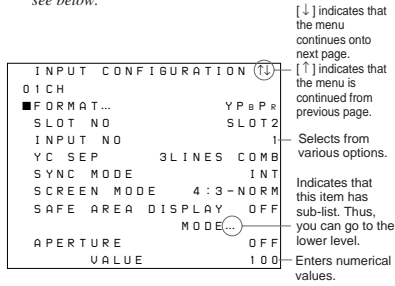 see below.
[↓] indicates that
the menu
continues onto
next page.
[↑] indicates that
the menu is
continued from
previous page.
INPUT CONFIGURATION ↑↓
01CH
■FORMAT… YPBPR
SLOT NO SLOT2
INPUT NO 1
YC SEP 3LINES COMB
SYNC MODE INT
SCREEN MODE 4:3-NORM
SAFE AREA DISPLAY OFF
MODE…
APERTURE OFF
VALUE 100
Selects from
various options.
Indicates that
this item has
sub-list. Thus,
you can go to the
lower level.
Enters numerical
values.